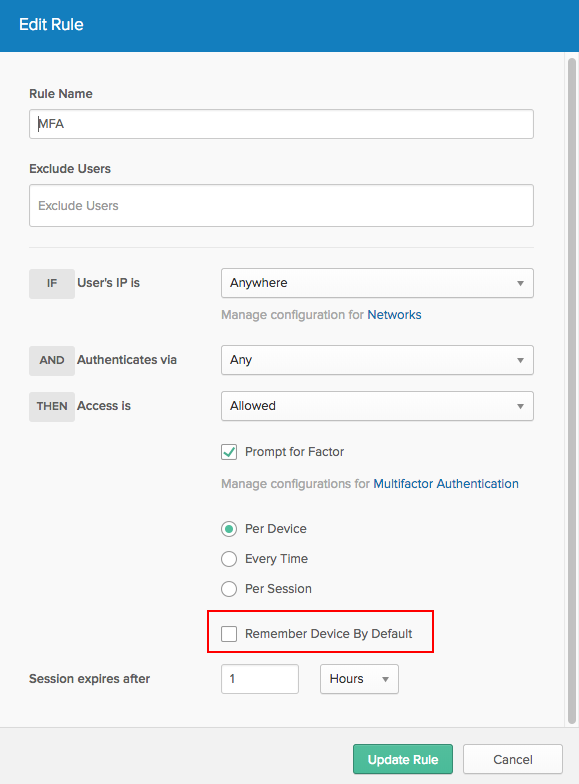 Edit Rule
Rule Name
MFA
Exclude Users
Exclude Users
IF User's IP is Anywhere
Manage configuration for Networks
AND Authenticates via Any
THEN Access is Allowed
Prompt for Factor
Manage configurations for Multifactor Authentication
Per Device
Every Time
Per Session
Remember Device By Default
Session expires after 1 Hours
Update Rule Cancel